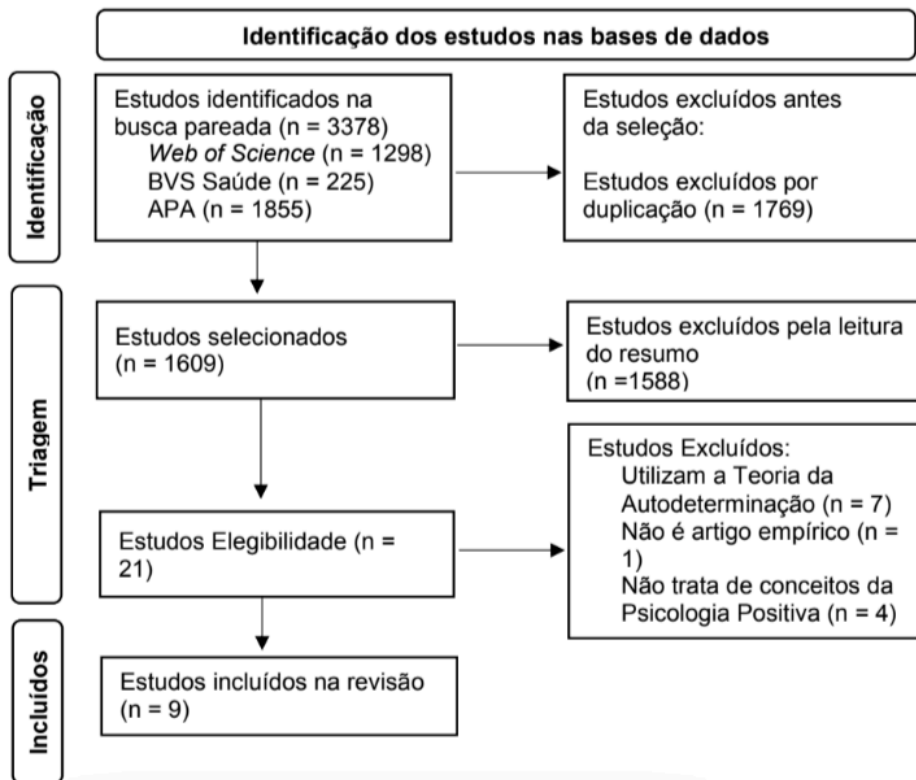 Identificação dos estudos nas bases de dados
Identificação
Estudos identificados na
busca pareada (n = 3378)
Web of Science (n = 1298)
BVS Saúde (n = 225)
APA (n = 1855)
Estudos excluídos antes
da seleção:
Estudos excluídos por
duplicação (n = 1769)
Triagem
Estudos selecionados
(n = 1609)
Estudos excluídos pela leitura
do resumo
(n =1588)
Estudos Elegibilidade (n =
21)
Estudos Excluídos:
Utilizam a Teoria da
Autodeterminação (n = 7)
Não é artigo empírico (n =
1)
Não trata de conceitos da
Psicologia Positiva (n = 4)
Incluídos
Estudos incluídos na revisão
(n = 9)